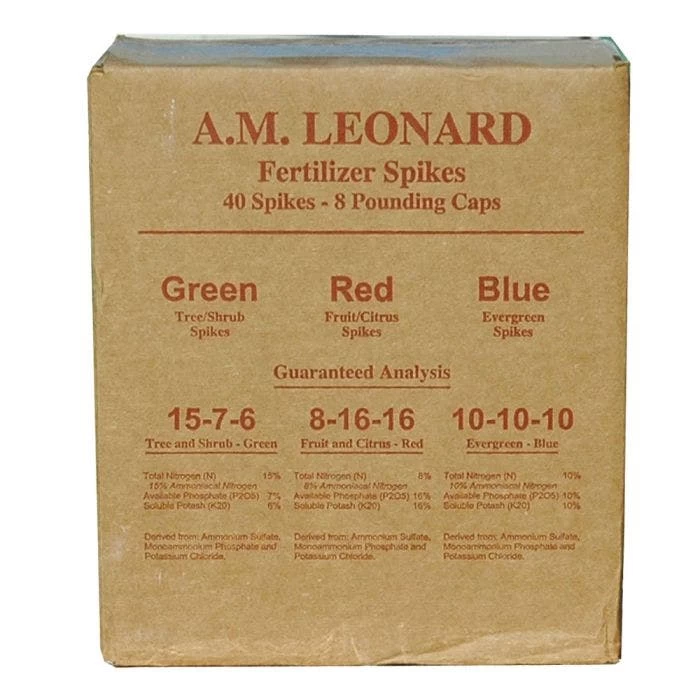 A.M. LEONARD
Fertilizer Spikes
40 Spikes - 8 Pounding Caps
Green Red Blue
Tree/Shrub Fruit/Citrus Evergreen
Spikes Spikes Spikes
Guaranteed Analysis
15-7-6 8-16-16 10-10-10
Tree and Shrub - Green Fruit and Citrus - Red Evergreen - Blue
Total Nitrogen (N) 15% Total Nitrogen (N) 8% Total Nitrogen (N) 10%
15% Ammoniacal Nitrogen 8% Ammoniacal Nitrogen 10% Ammoniacal Nitrogen
Available Phosphate (P2O5) 7% Available Phosphate (P2O5) 16% Available Phosphate (P2O5) 10%
Soluble Potash (K20) 6% Soluble Potash (K20) 16% Soluble Potash (K20) 10%
Derived from: Ammonium Sulfate, Derived from: Ammonium Sulfate, Derived from: Ammonium Sulfate,
Monoammonium Phosphate and Monoammonium Phosphate and Monoammonium Phosphate and
Potassium Chloride. Potassium Chloride. Potassium Chloride.